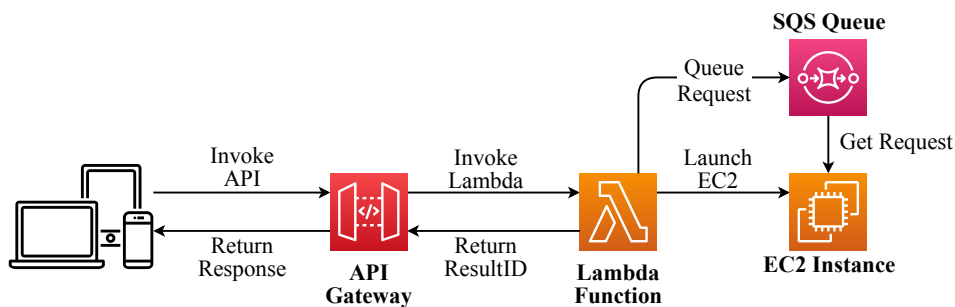 SQS Queue
Queue
Request
Get Request
Invoke
API
Invoke
Lambda
Launch
EC2
</>
Return
Response
Return
ResultID
API
Gateway
Lambda
Function
EC2 Instance